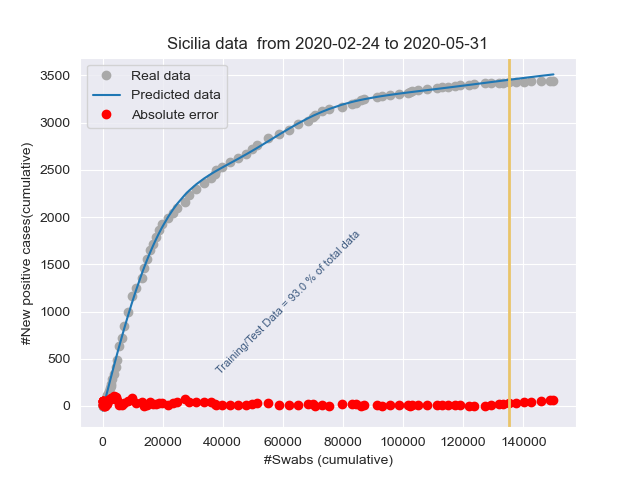 Sicilia data  from 2020-02-24 to 2020-05-31
Real data
Predicted data
Absolute error
#New positive cases(cumulative)
3500
3000
2500
2000
1500
1000
500
0
Training/Test Data = 93.0 % of total data
0
20000
40000
60000
80000
100000
120000
140000
#Swabs (cumulative)